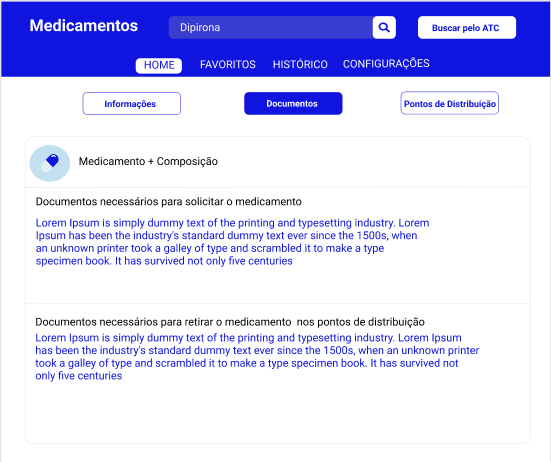 Medicamentos
Dipirona
Buscar pelo ATC
HOME
FAVORITOS
HISTÓRICO
CONFIGURAÇÕES
Informações
Documentos
Pontos de Distribuição
Medicamento + Composição
Documentos necessários para solicitar o medicamento
Lorem Ipsum is simply dummy text of the printing and typesetting industry. Lorem
Ipsum has been the industry's standard dummy text ever since the 1500s, when
an unknown printer took a galley of type and scrambled it to make a type
specimen book. It has survived not only five centuries
Documentos necessários para retirar o medicamento  nos pontos de distribuição
Lorem Ipsum is simply dummy text of the printing and typesetting industry. Lorem Ipsum
has been the industry's standard dummy text ever since the 1500s, when an unknown printer
took a galley of type and scrambled it to make a type specimen book. It has survived not
only five centuries